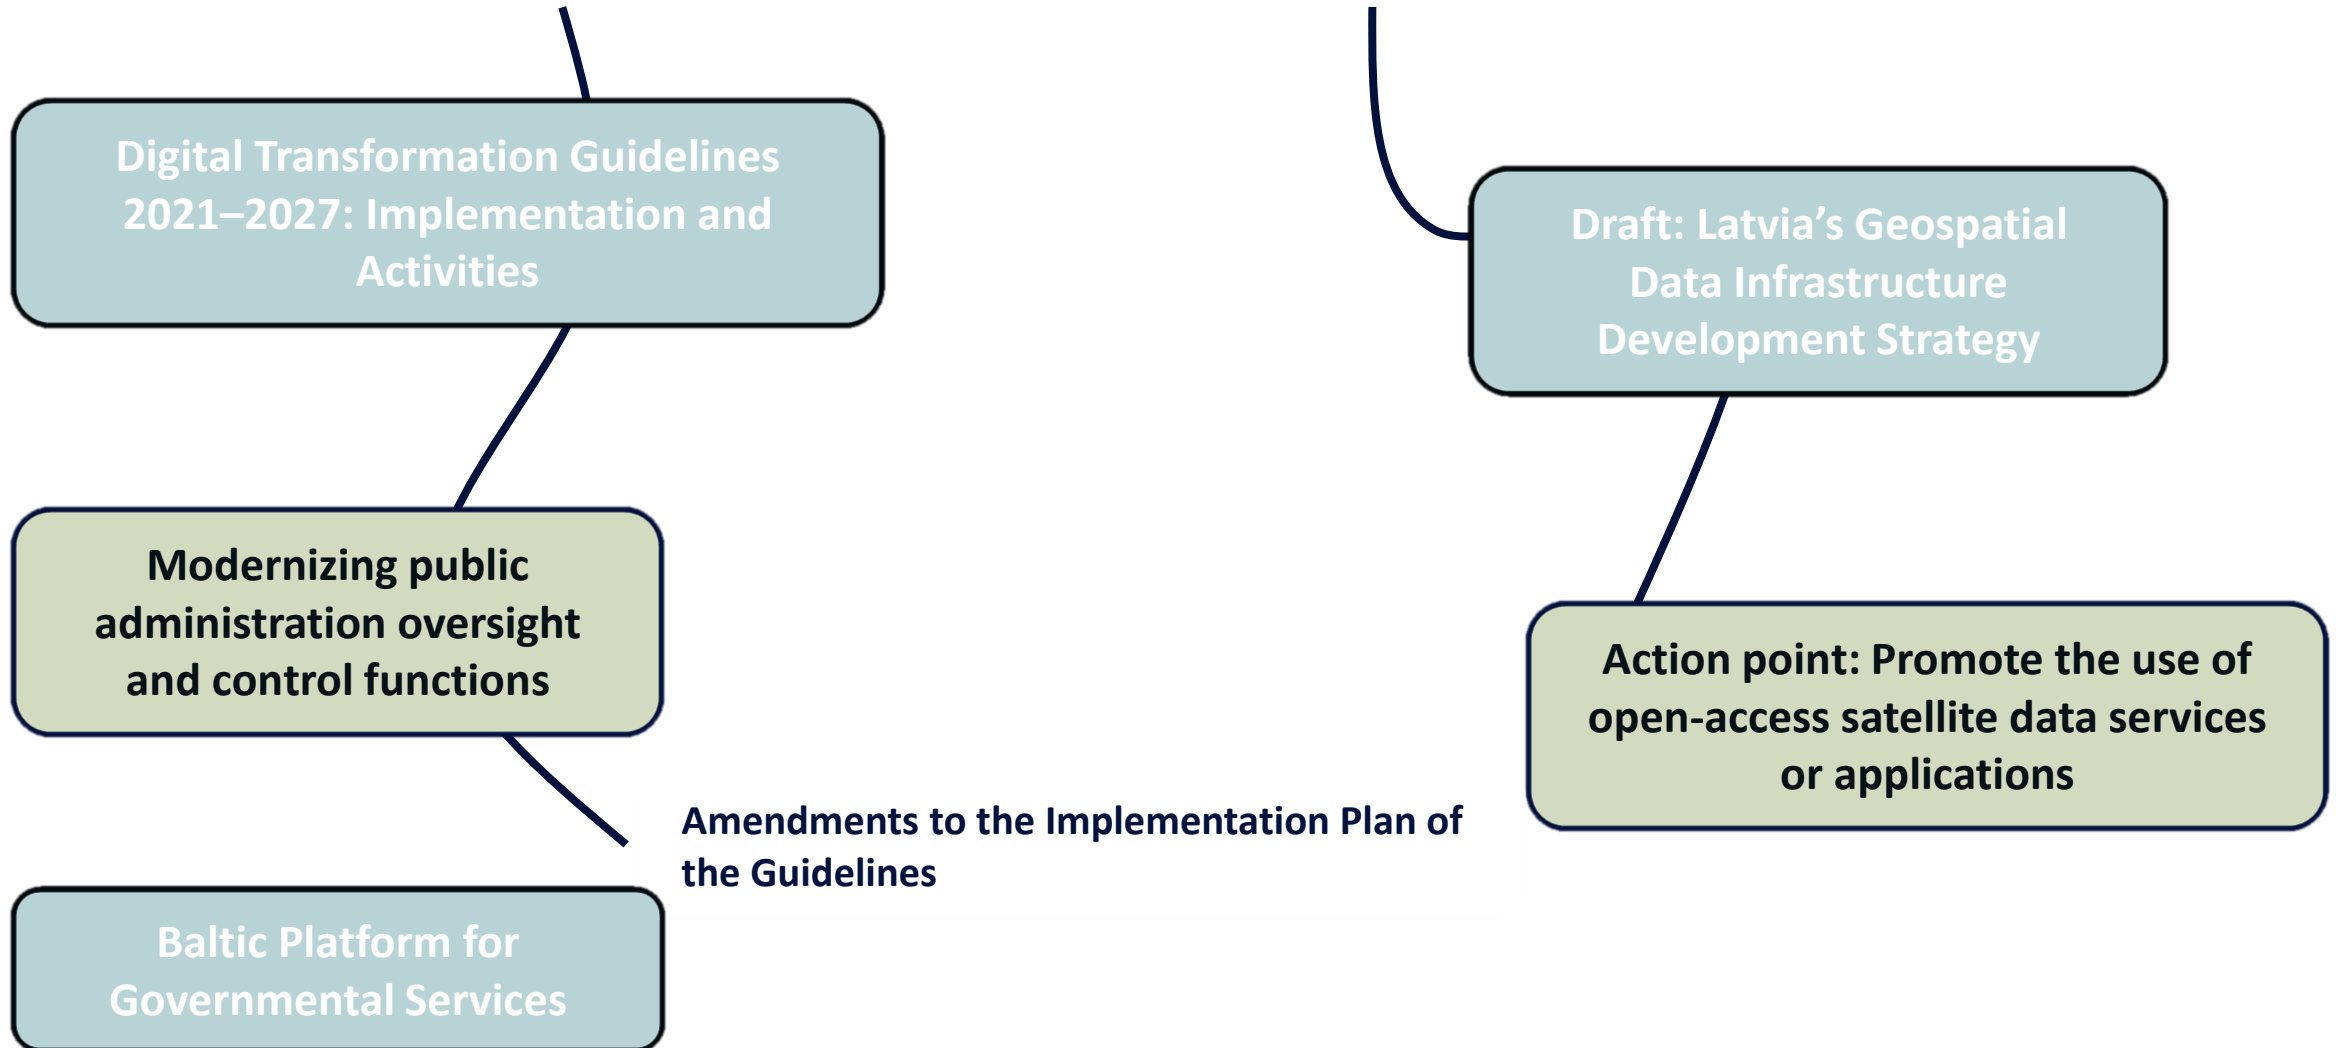 Digital Transformation Guidelines
2021–2027: Implementation and
Activities
Draft: Latvia’s Geospatial
Data Infrastructure
Development Strategy
Modernizing public
administration oversight
and control functions
Action point: Promote the use of
open-access satellite data services
or applications
Amendments to the Implementation Plan of
the Guidelines
Baltic Platform for
Governmental Services